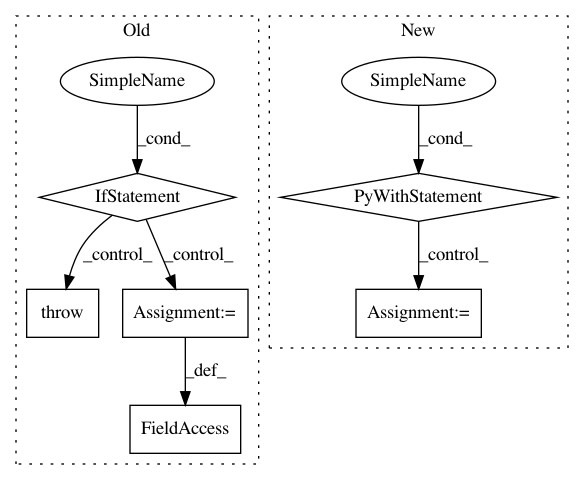 Old
New
SimpleName
SimpleName
_cond_
_cond_
IfStatement
PyWithStatement
_control_
_control_
_control_
throw
Assignment:=
Assignment:=
_def_
FieldAccess